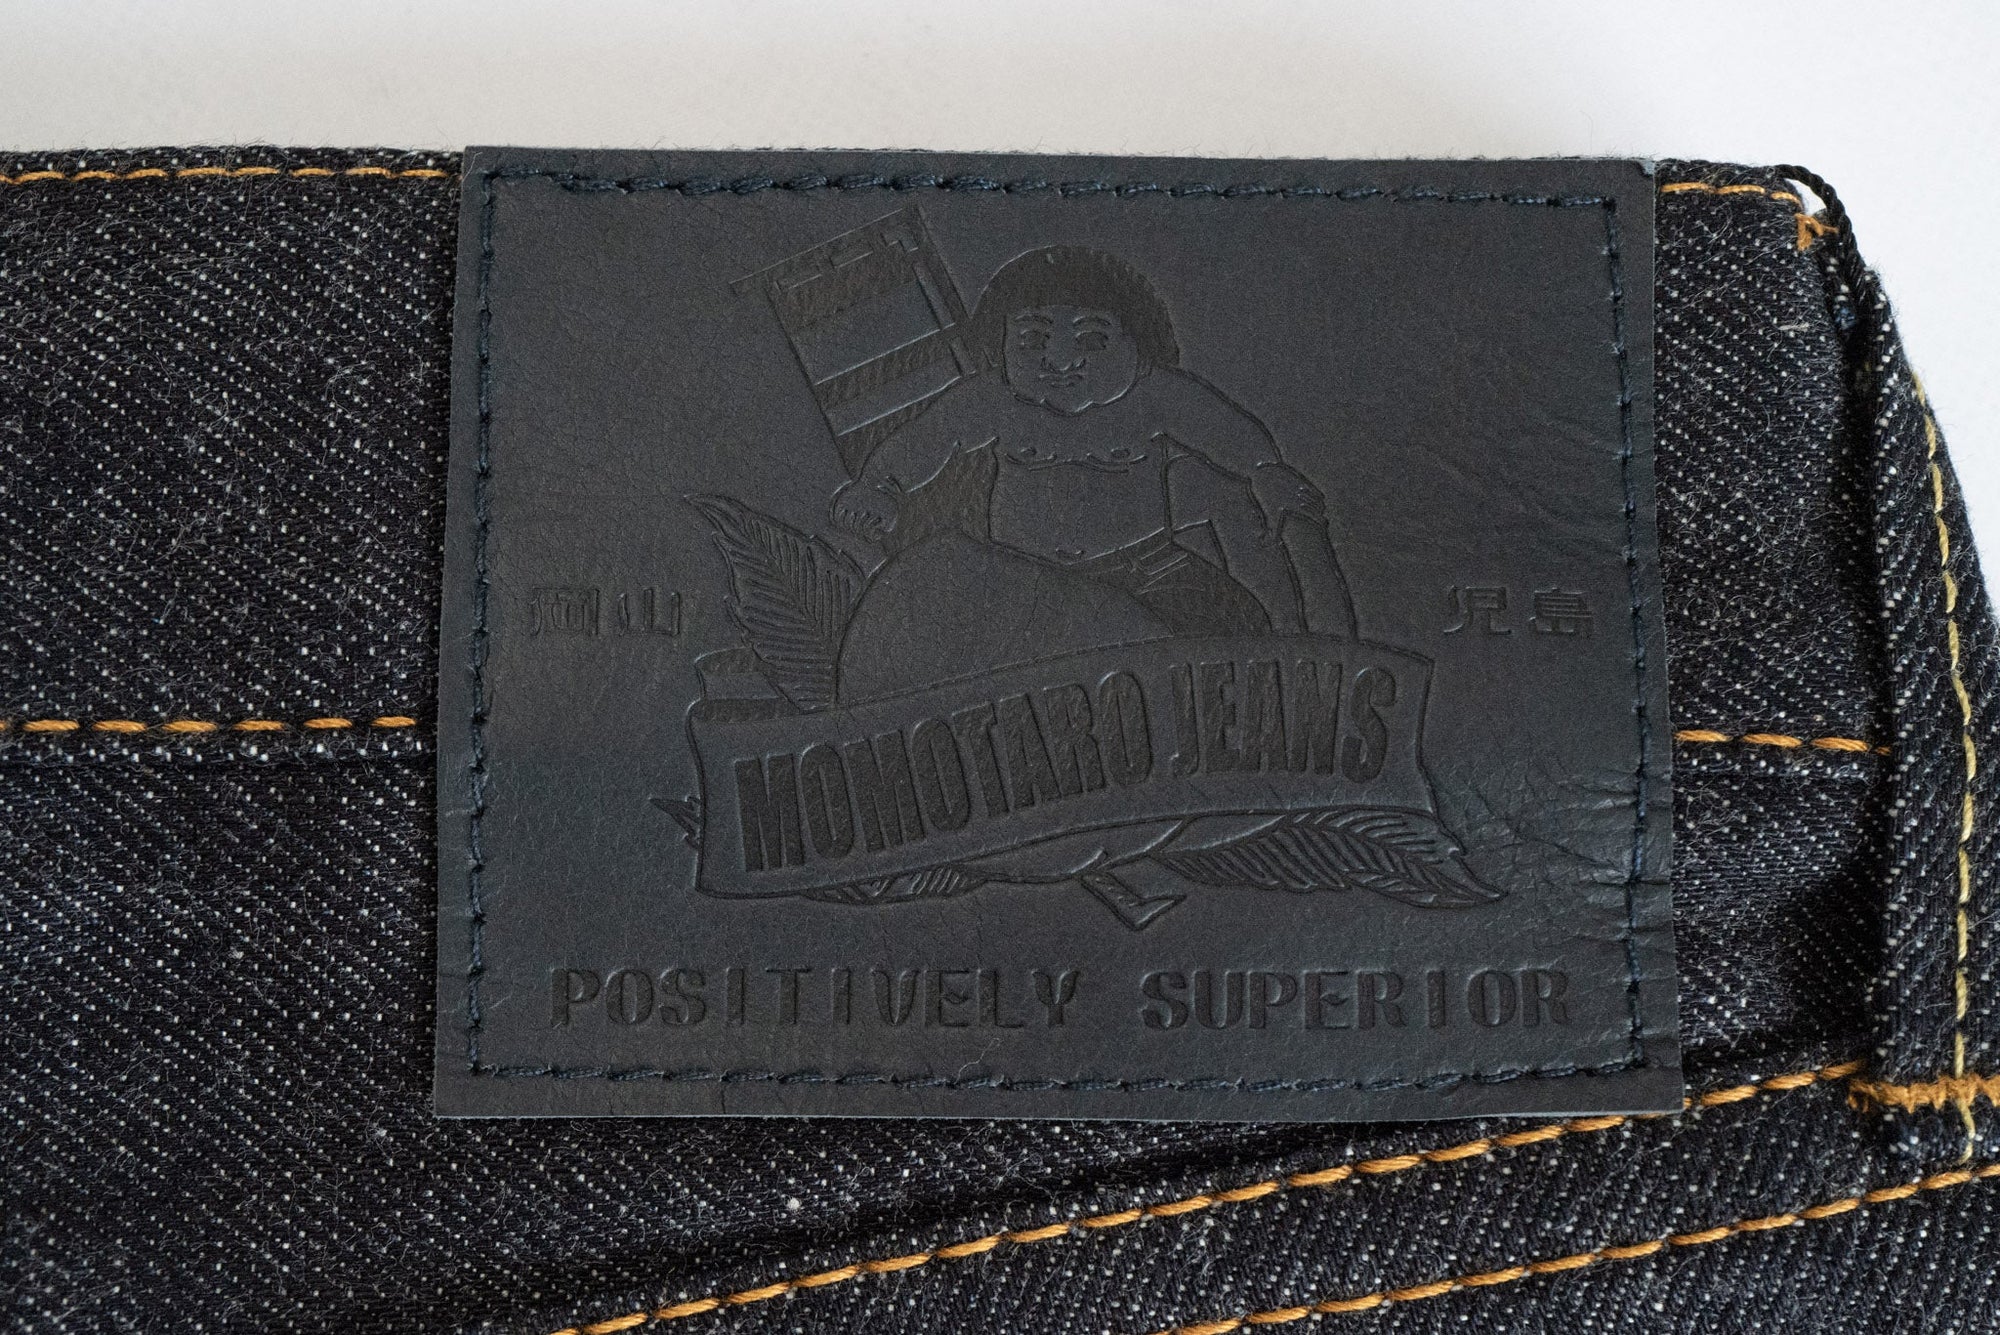 岡山
児島
MOMOTARO JEANS
POSITIVELY SUPERIOR